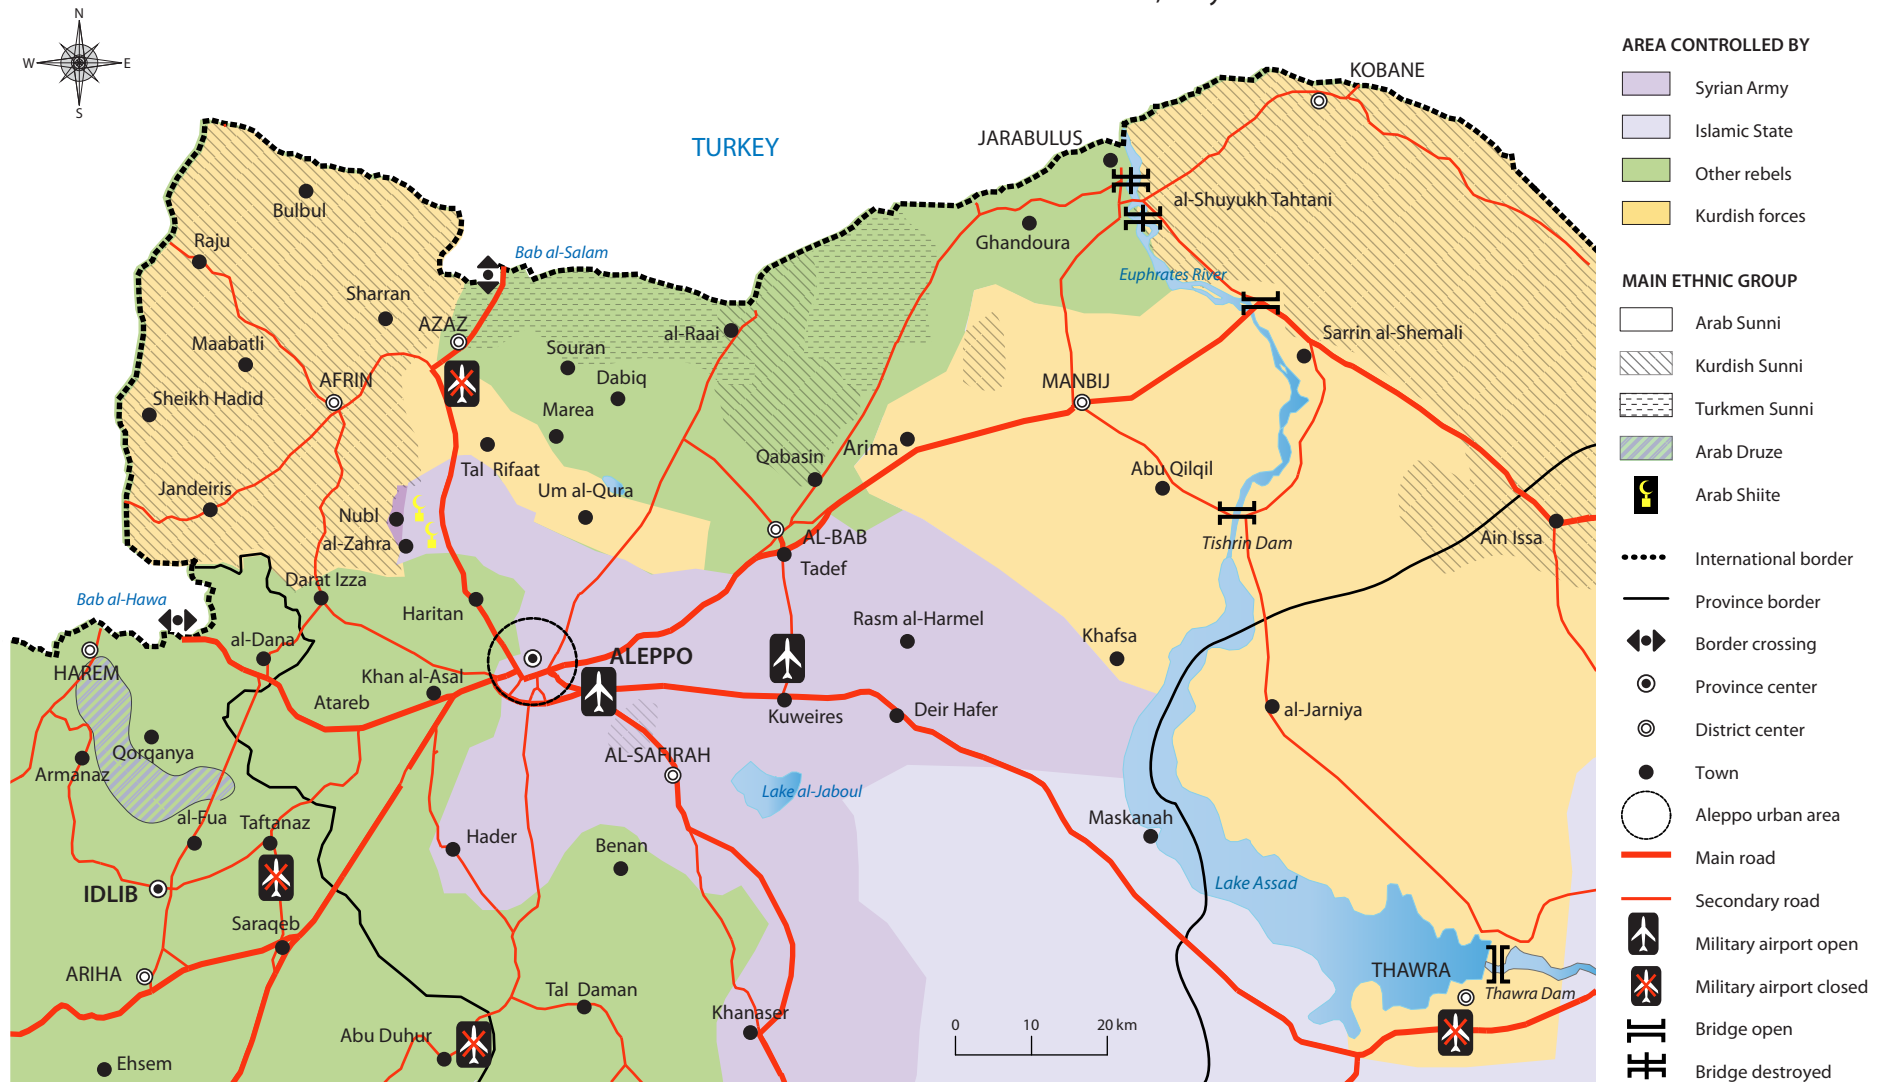 N
W
E
S
TURKEY
KOBANE
JARABULUS
al-Shuyukh Tahtani
Bulbul
Raju
Ghandoura
Bab al-Salam
Euphrates River
Sharran
AZAZ
al-Raai
Sarrin al-Shemali
Maabatli
Souran
Dabiq
AFRIN
MANBIJ
Sheikh Hadid
Marea
Arima
Qabasin
Tal Rifaat
Abu Qilqil
Jandeiris
Um al-Qura
Nubl
al-Zahra
AL-BAB
Tishrin Dam
Ain Issa
Tadef
Darat Izza
Bab al-Hawa
Haritan
Rasm al-Harmel
al-Dana
Khafsa
ALEPPO
HAREM
Khan al-Asal
Atareb
Kuweires
Deir Hafer
al-Jarniya
Qorqanya
AL-SAFIRAH
Armanaz
Lake al-Jaboul
al-Fua
Taftanaz
Maskanah
Hader
Benan
Lake Assad
IDLIB
Saraqeb
ARIHA
THAWRA
Tal Daman
Thawra Dam
Khanaser
Abu Duhur
Ehsem
0
10
20 km
AREA CONTROLLED BY
Syrian Army
Islamic State
Other rebels
Kurdish forces
MAIN ETHNIC GROUP
Arab Sunni
Kurdish Sunni
Turkmen Sunni
Arab Druze
Arab Shiite
International border
Province border
Border crossing
Province center
District center
Town
Aleppo urban area
Main road
Secondary road
Military airport open
Military airport closed
Bridge open
Bridge destroyed